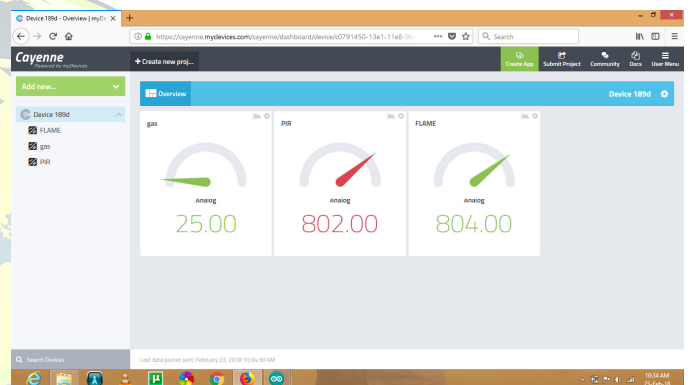 Device 189d - Overview | myDe
https://cayenne.mydevices.com/cayenne/dashboard/device/c0791450-13e1-11e8-
Search
Cayenne
Powered by myDevices
+ Create new proj...
Create App
Submit Project
Community
Docs
User Menu
Add new...
Overview
Device 189d
Device 189d
FLAME
gas
PIR
gas
PIR
FLAME
Analog
Analog
Analog
25.00
802.00
804.00
Search Devices
Last data packet sent: February 23, 2018 10:34:30 AM
10:34 AM
23-Feb-18